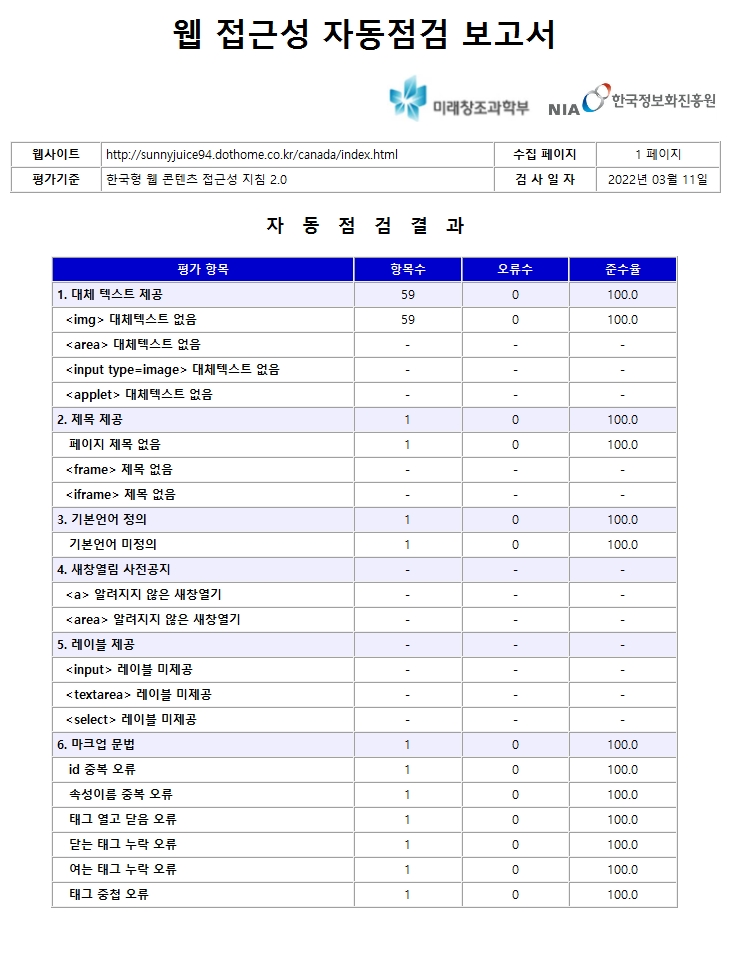 웹 접근성 자동점검 보고서
미래창조과학부 NIA 한국정보화진흥원
웹사이트 http://sunnyjuice94.dothome.co.kr/canada/index.html 수집 페이지 1 페이지
평가기준 한국형 웹 콘텐츠 접근성 지침 2.0 검 사 일 자 2022년 03월 11일
자 동 점 검 결 과
평가 항목 항목수 오류수 준수율
1. 대체 텍스트 제공 59 0 100.0
<img> 대체텍스트 없음 59 0 100.0
<area> 대체텍스트 없음 - - -
<input type=image> 대체텍스트 없음 - - -
<applet> 대체텍스트 없음 - - -
2. 제목 제공 1 0 100.0
페이지 제목 없음 1 0 100.0
<frame> 제목 없음 - - -
<iframe> 제목 없음 - - -
3. 기본언어 정의 1 0 100.0
기본언어 미정의 1 0 100.0
4. 새창열림 사전공지 - - -
<a> 알려지지 않은 새창열기 - - -
<area> 알려지지 않은 새창열기 - - -
5. 레이블 제공 - - -
<input> 레이블 미제공 - - -
<textarea> 레이블 미제공 - - -
<select> 레이블 미제공 - - -
6. 마크업 문법 1 0 100.0
id 중복 오류 1 0 100.0
속성이름 중복 오류 1 0 100.0
태그 열고 닫음 오류 1 0 100.0
닫는 태그 누락 오류 1 0 100.0
여는 태그 누락 오류 1 0 100.0
태그 중첩 오류 1 0 100.0